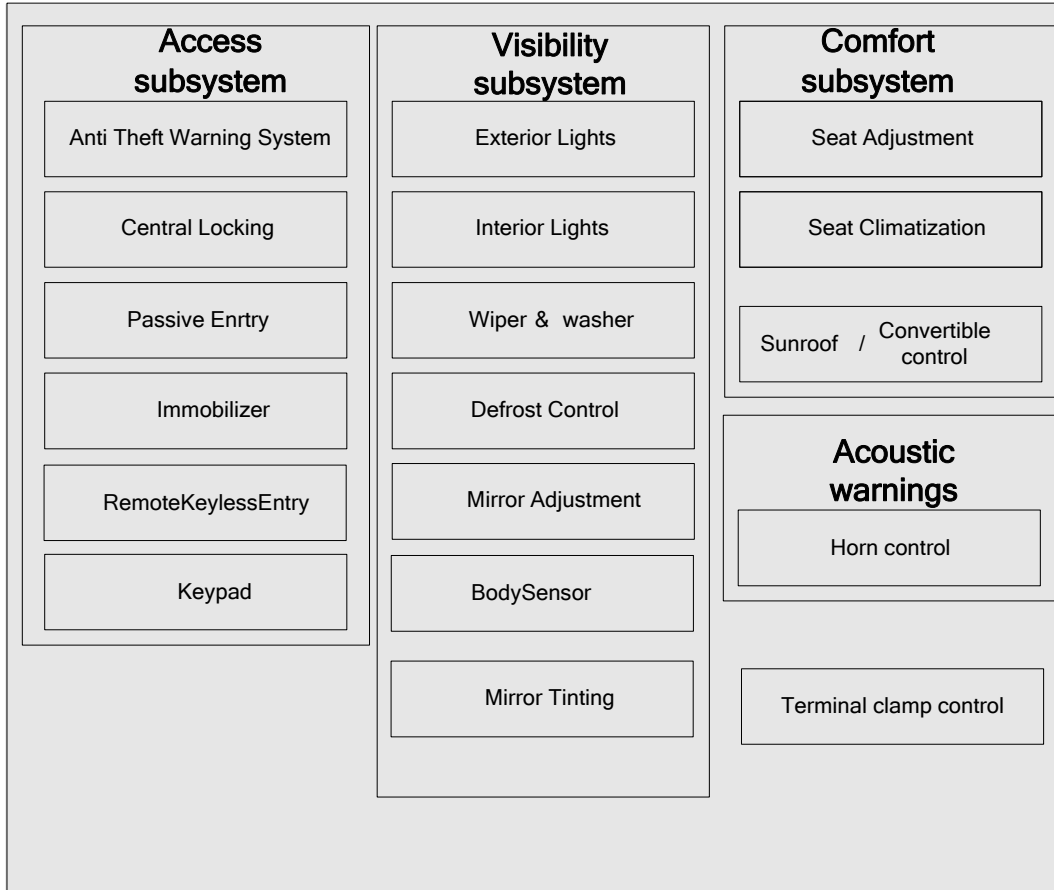 Access
subsystem
Anti Theft Warning System
Central Locking
Passive Enrtry
Immobilizer
RemoteKeylessEntry
Keypad
Visibility
subsystem
Exterior Lights
Interior Lights
Wiper & washer
Defrost Control
Mirror Adjustment
BodySensor
Mirror Tinting
Comfort
subsystem
Seat Adjustment
Seat Climatization
Sunroof / Convertible
control
Acoustic
warnings
Horn control
Terminal clamp control